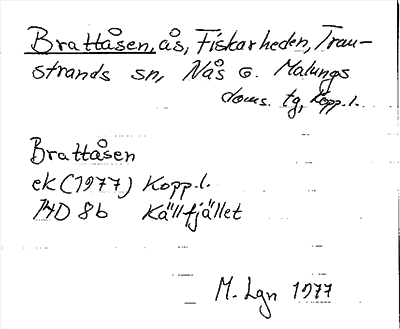 Brattåsen, ås, Fiskarheden, Tran-
strands sn, Nås o. Malungs
doms. tg, Kopp.l.
Brattåsen
ek (1977) Kopp.l.
14D 8b Källfjället
M. Lgn 1977